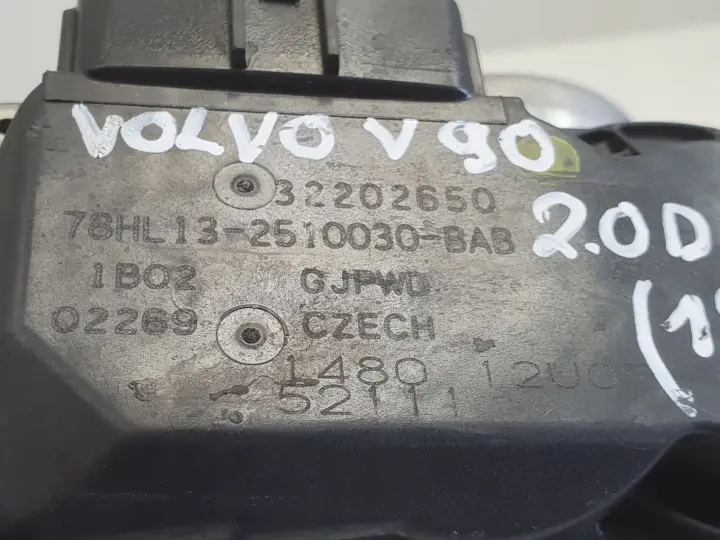 VOLVO V90
32202650
78HL13-2510030-BAB
2.0D
1B02 GJPWD
02269 CZECH
1480
52111